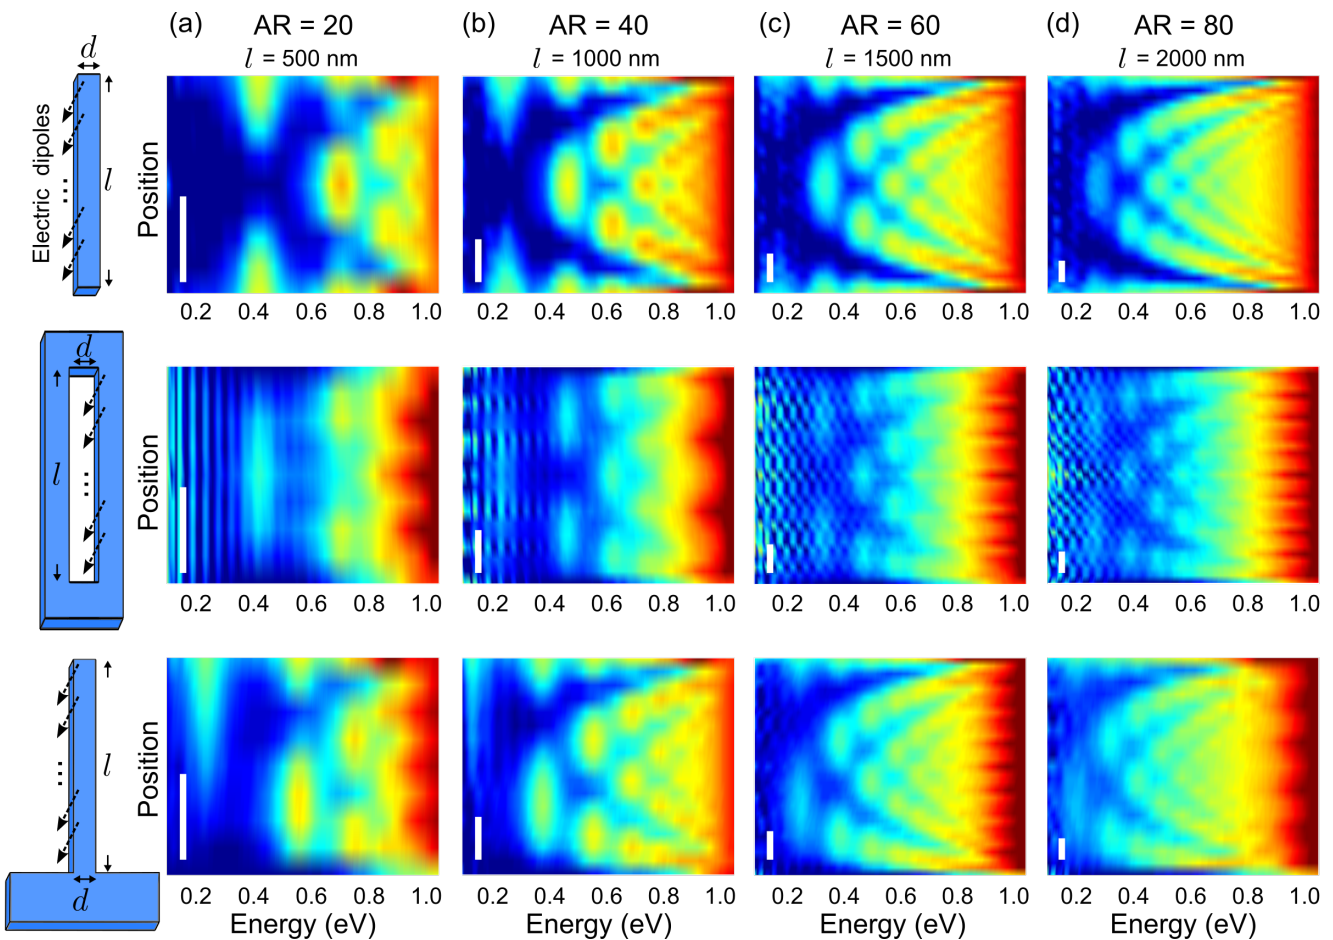 (a) AR = 20
l = 500 nm
(b) AR = 40
l = 1000 nm
(c) AR = 60
l = 1500 nm
(d) AR = 80
l = 2000 nm
d
Electric dipoles
l
Position
0.2 0.4 0.6 0.8 1.0
0.2 0.4 0.6 0.8 1.0
0.2 0.4 0.6 0.8 1.0
0.2 0.4 0.6 0.8 1.0
d
l
Position
0.2 0.4 0.6 0.8 1.0
0.2 0.4 0.6 0.8 1.0
0.2 0.4 0.6 0.8 1.0
0.2 0.4 0.6 0.8 1.0
l
d
Position
0.2 0.4 0.6 0.8 1.0
0.2 0.4 0.6 0.8 1.0
0.2 0.4 0.6 0.8 1.0
0.2 0.4 0.6 0.8 1.0
Energy (eV)
Energy (eV)
Energy (eV)
Energy (eV)